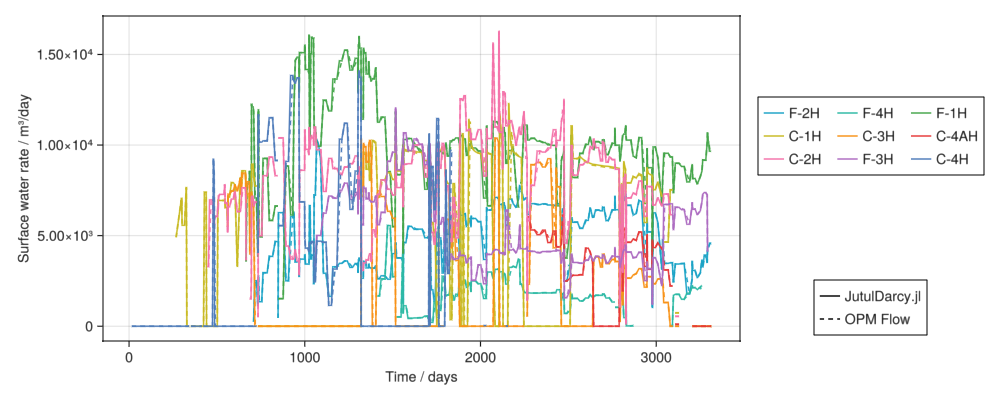 1.50×10⁴
1.00×10⁴
5.00×10³
0
Surface water rate / m³/day
0 1000 2000 3000
Time / days
F-2H F-4H F-1H
C-1H C-3H C-4AH
C-2H F-3H C-4H
JutulDarcy.jl
OPM Flow